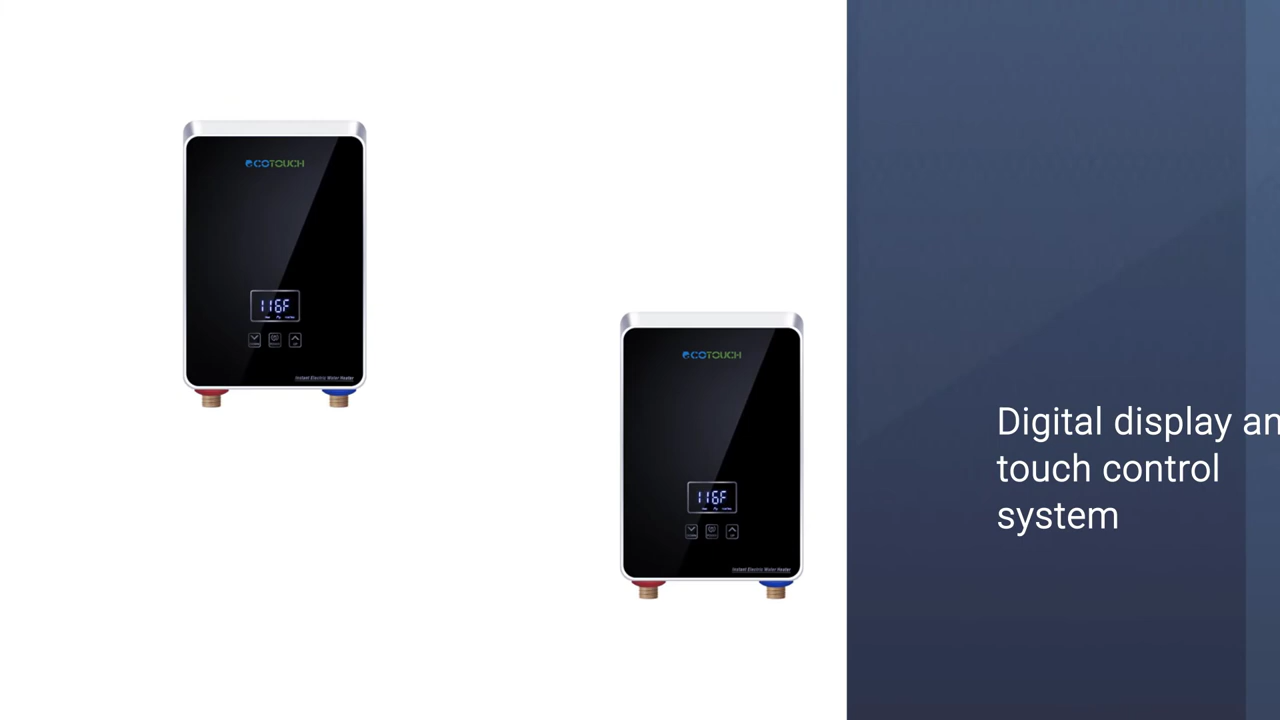 ECOTOUCH
116F
Instant Electric Water Heater
ECOTOUCH
116F
Instant Electric Water Heater
Digital display an
touch control
system